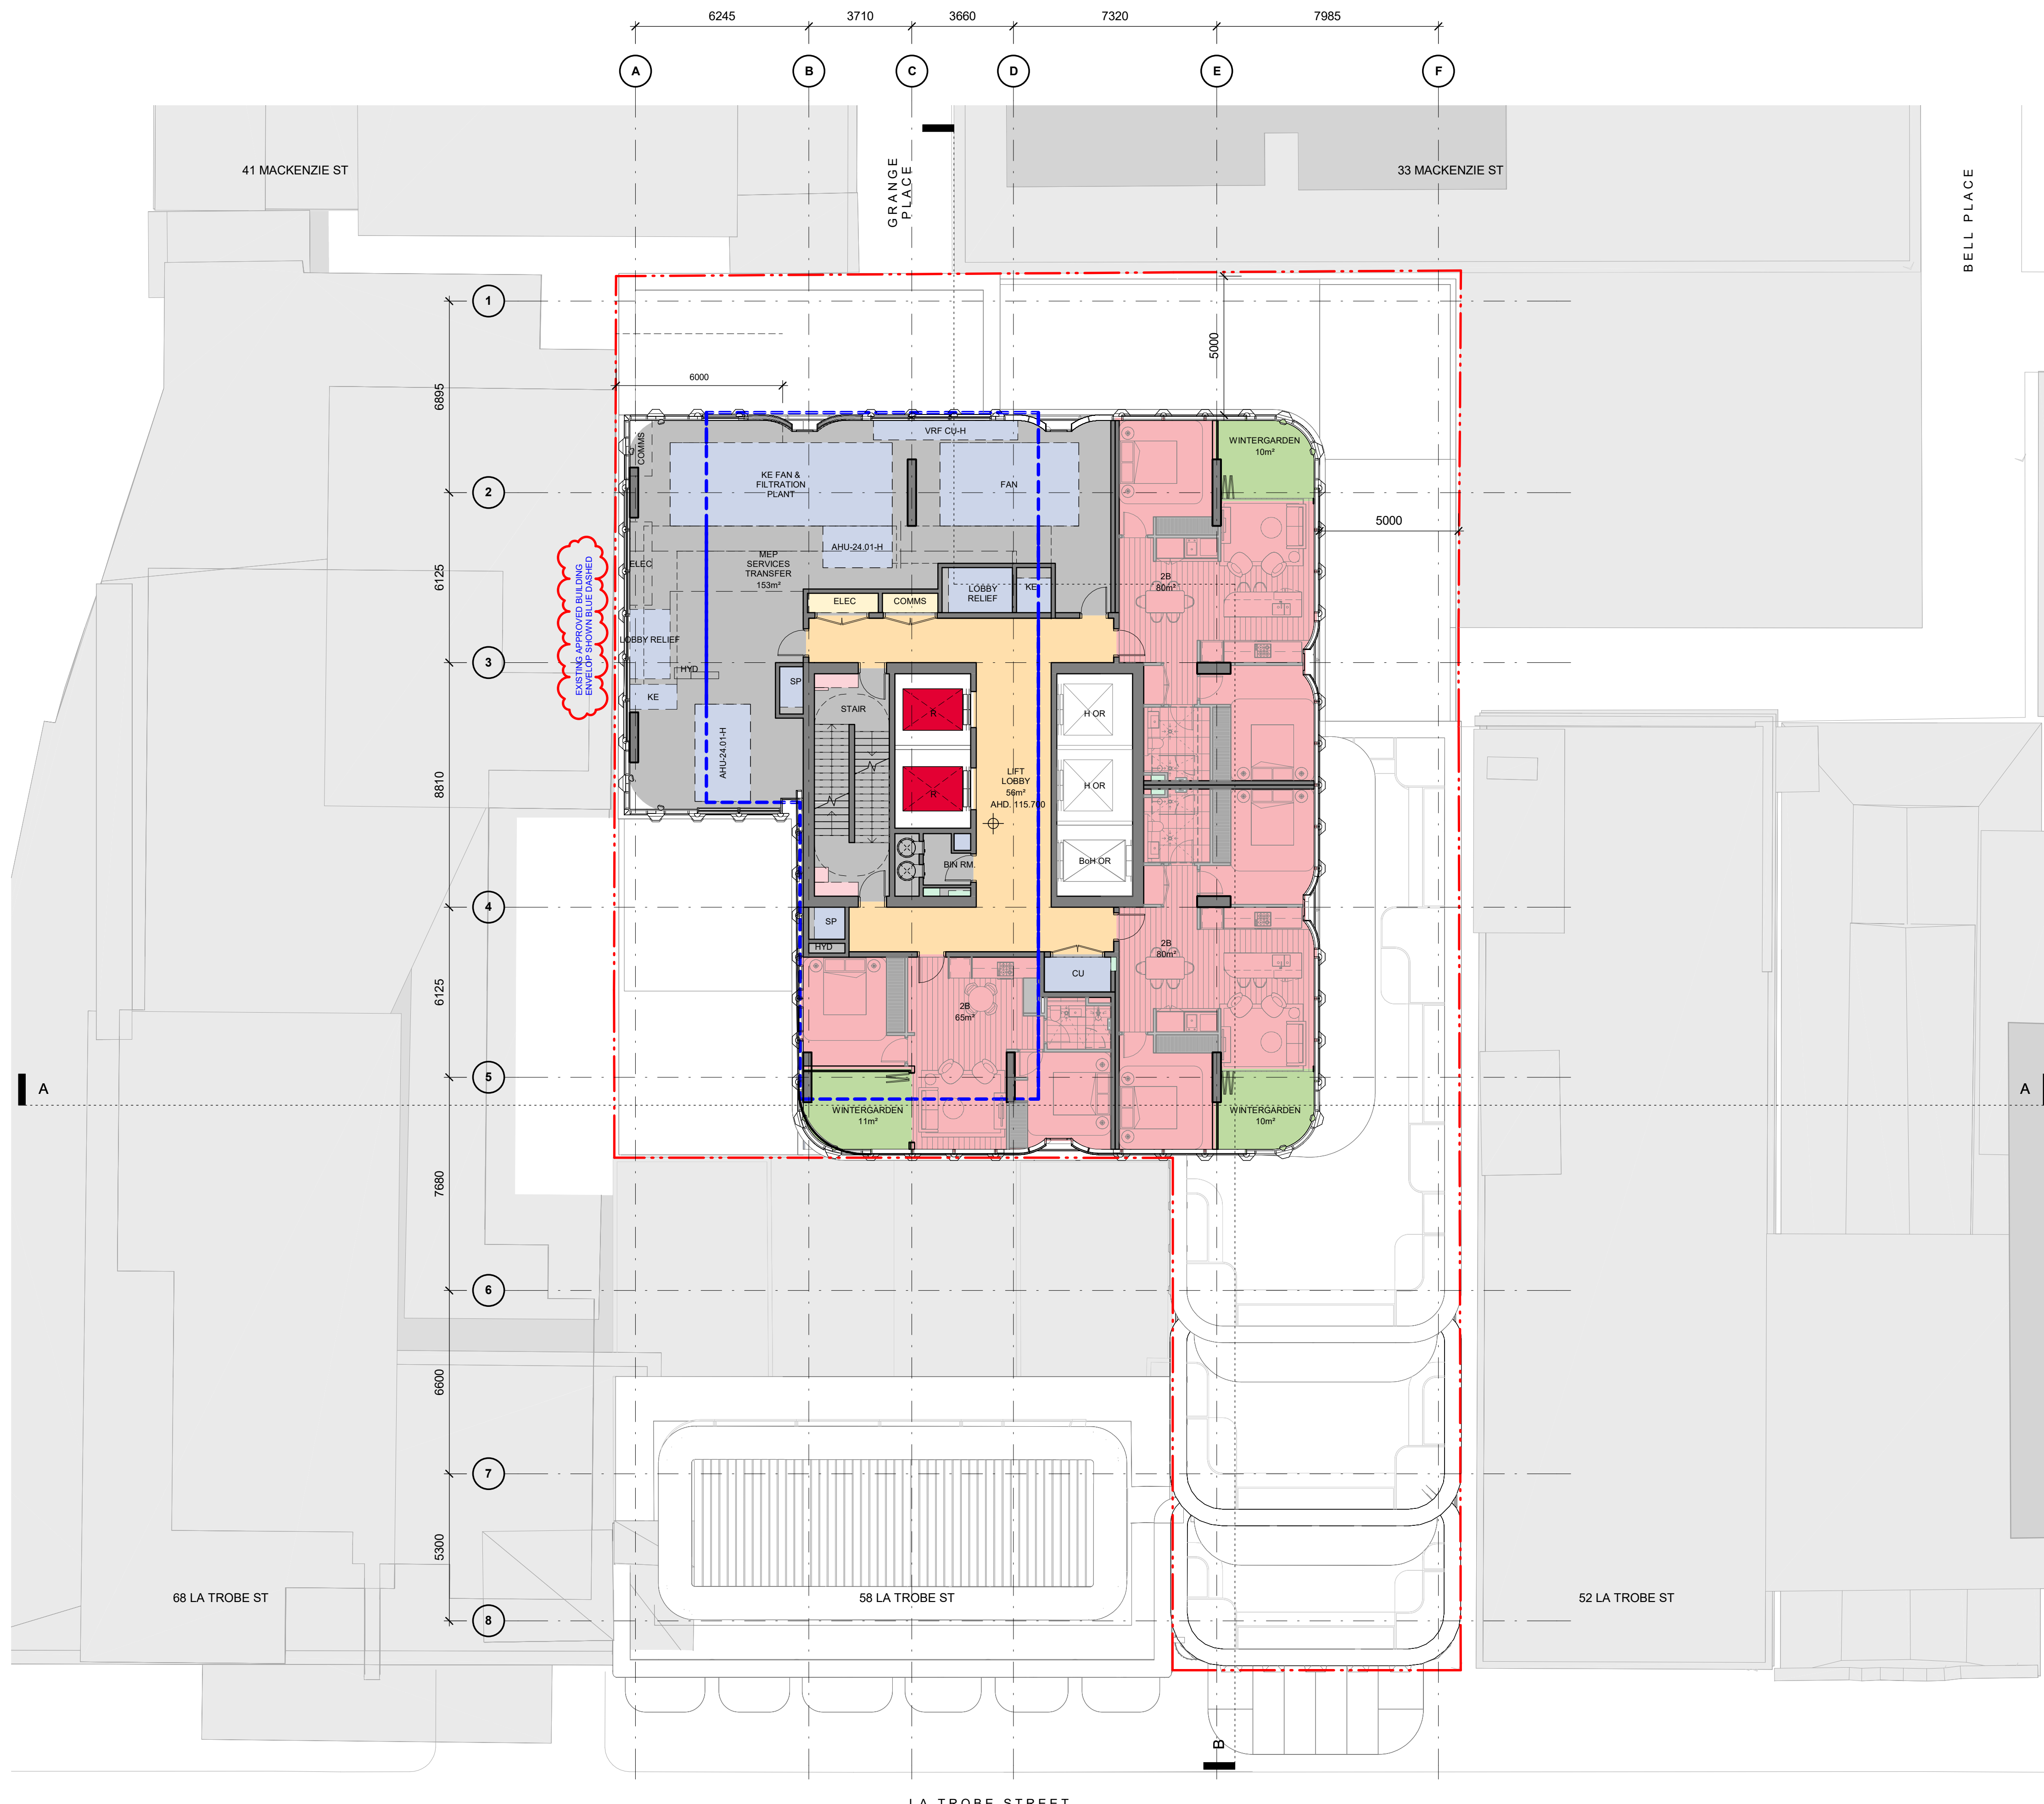 6245
3710
3660
7320
7985
A
B
C
D
E
F
41 MACKENZIE ST
GRANGE
PLACE
33 MACKENZIE ST
BELL PLACE
1
5000
6000
6895
COMMS
VRF CU-H
WINTERGARDEN
10m²
KE FAN &
FILTRATION
PLANT
FAN
2
5000
EXISTING APPROVED BUILDING
ENVELOP SHOWN BLUE DASHED
6125
ELEC
AHU-24.01-H
MEP
SERVICES
TRANSFER
153m²
LOBBY
RELIEF
KE
2B
80m²
ELEC
COMMS
LOBBY RELIEF
3
HYD
SP
KE
STAIR
R
H OR
AHU-24.01-H
8810
R
LIFT
LOBBY
56m²
AHD. 115.700
H OR
BIN RM.
BoH OR
4
SP
HYD
2B
80m²
CU
6125
2B
65m²
5
A
A
WINTERGARDEN
11m²
WINTERGARDEN
10m²
7680
6
6600
7
5300
68 LA TROBE ST
58 LA TROBE ST
52 LA TROBE ST
8
B
LA TROBE STREET